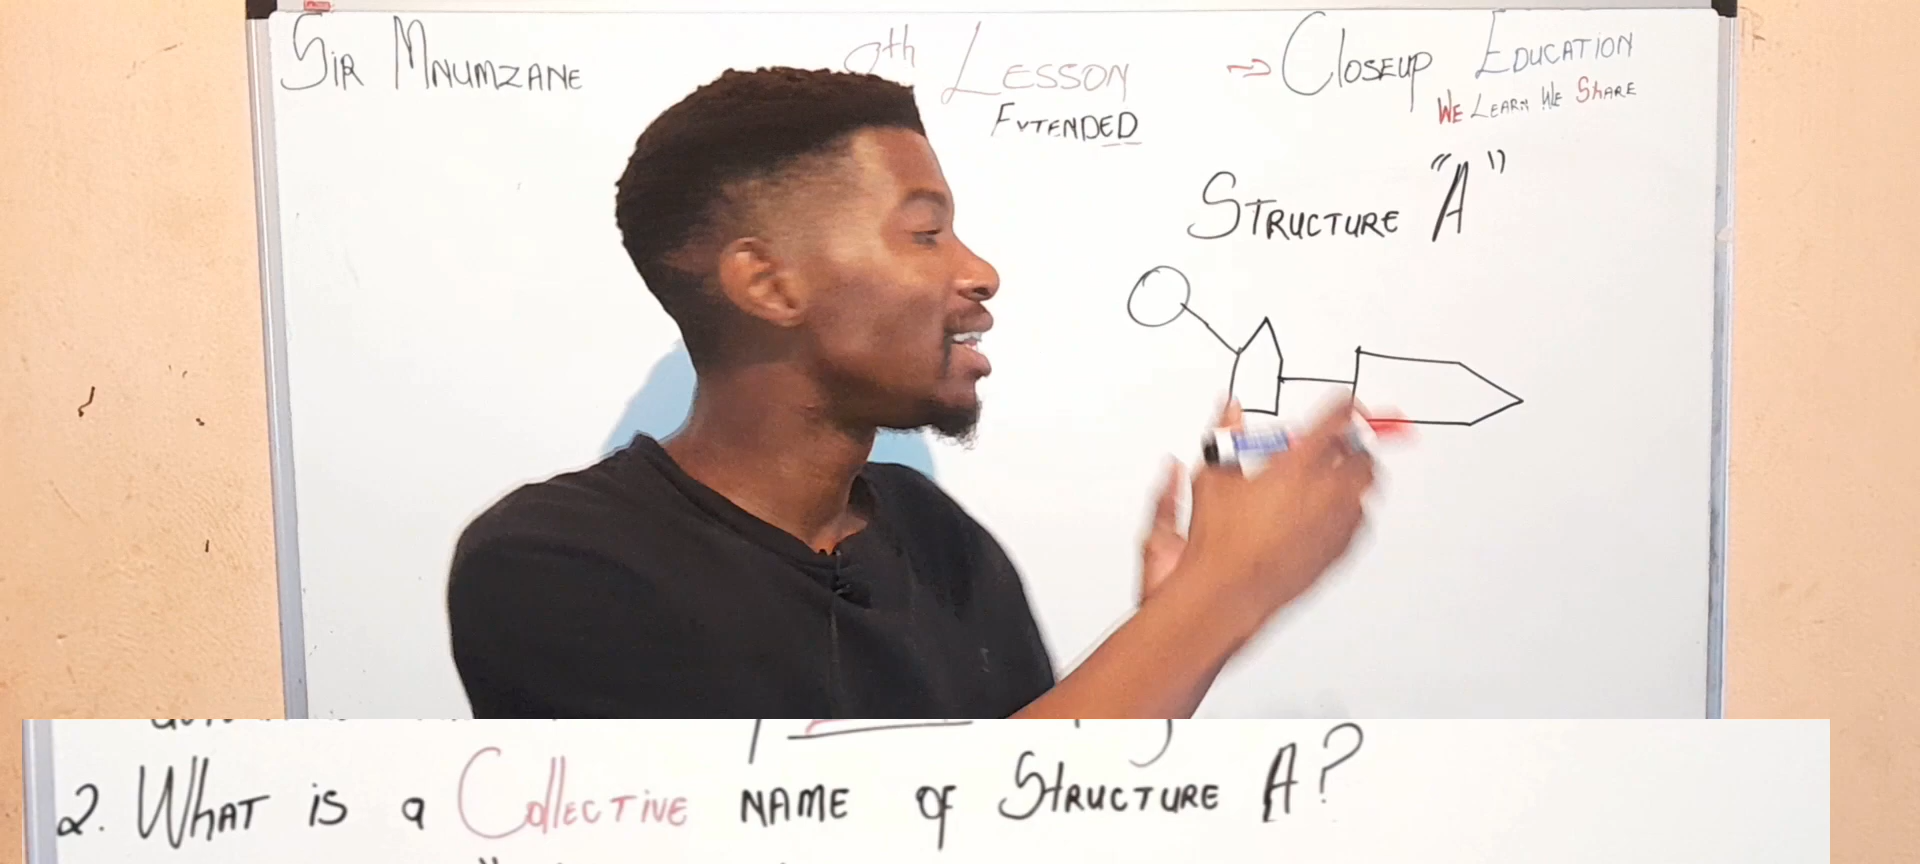 Sir Mnumzane
9th Lesson
→ Closeup Education
We Learn We Share
Extended
Structure "A"
2. What is a Collective name of Structure A?